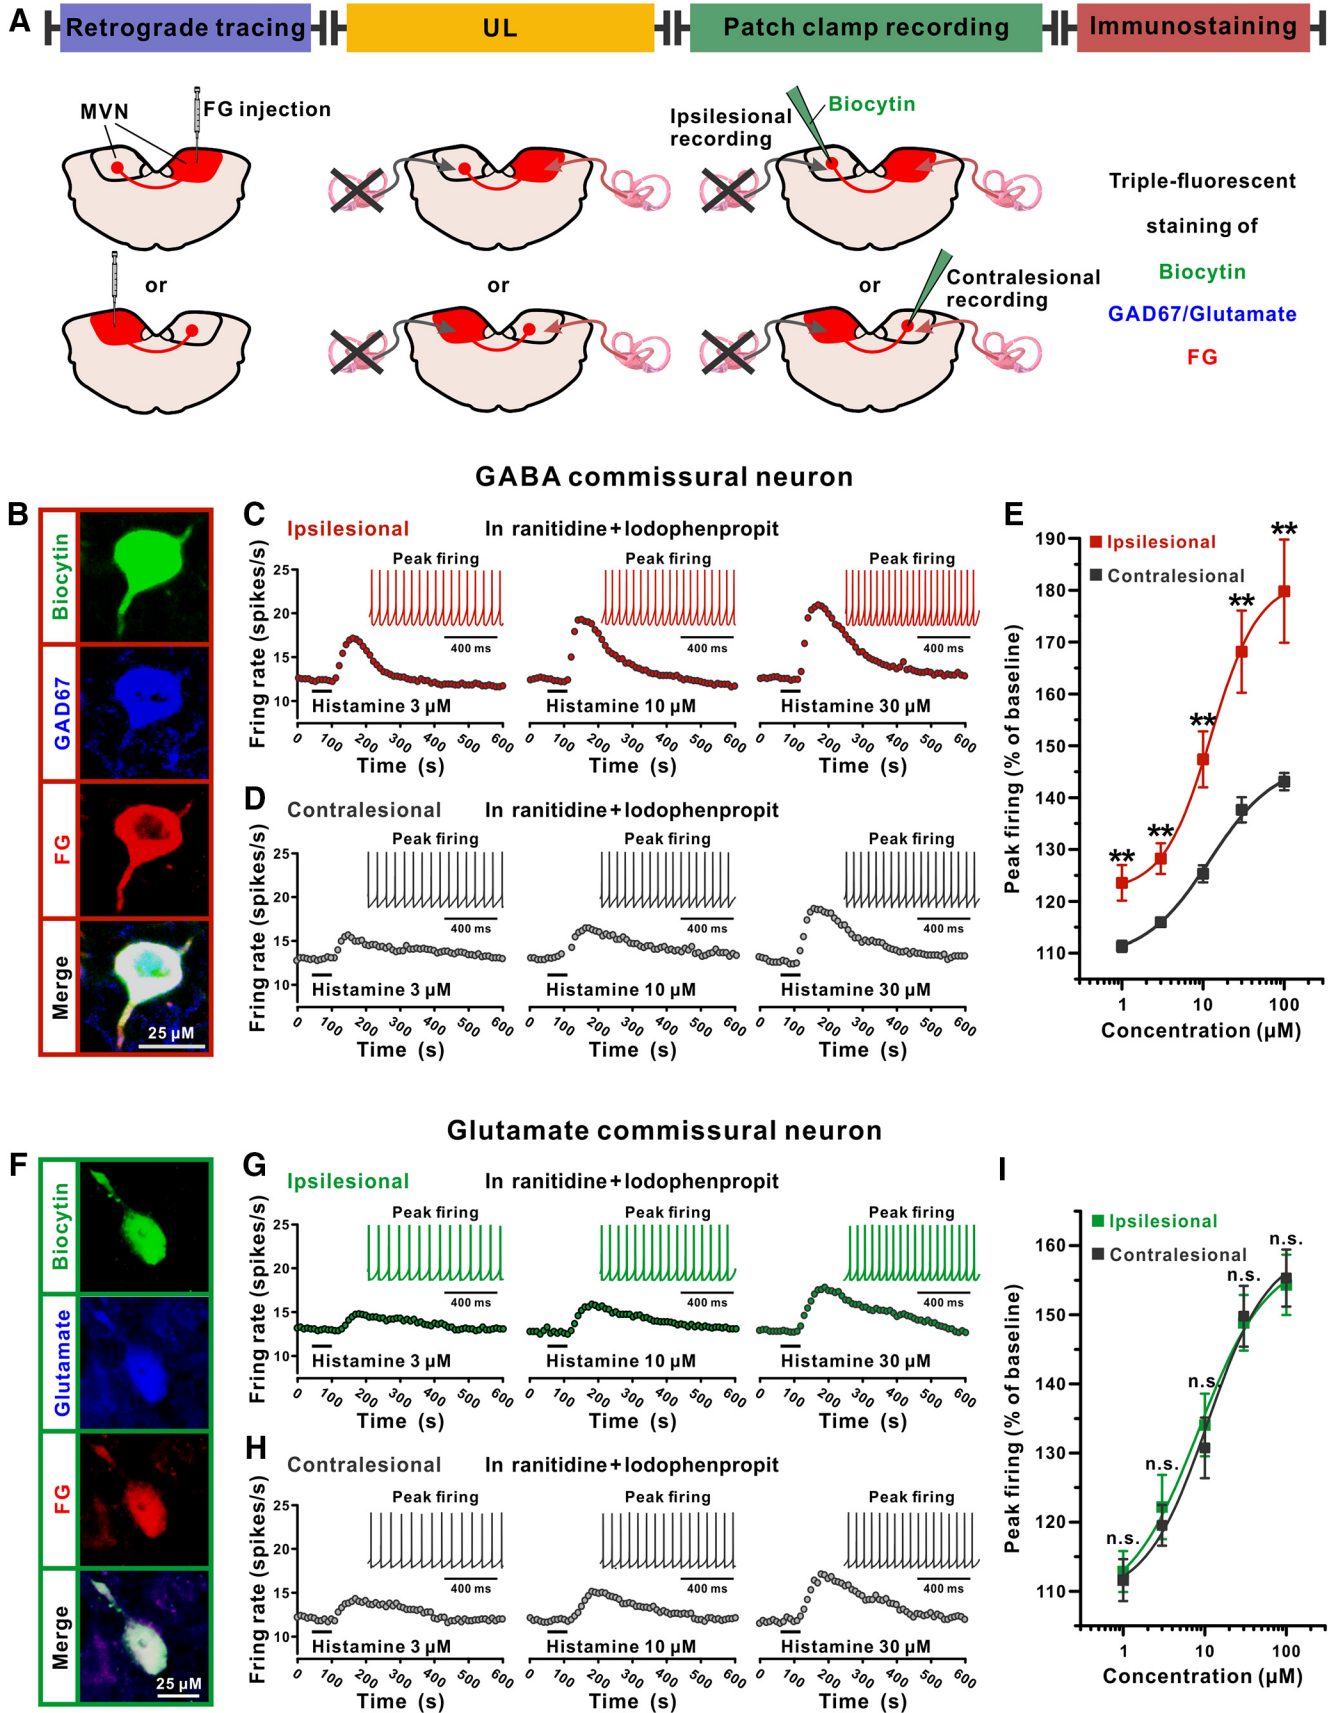 A
Retrograde tracing
UL
Patch clamp recording
Immunostaining
MVN
FG injection
Ipsilesional
recording
Biocytin
Triple-fluorescent
staining of
Biocytin
GAD67/Glutamate
FG
or
or
or
Contralesional
recording
GABA commissural neuron
B
Biocytin
GAD67
FG
Merge
25 μM
C
Ipsilesional
In ranitidine+Iodophenpropit
Peak firing
Peak firing
Peak firing
400 ms
400 ms
400 ms
Fring rate (spikes/s)
25
20
15
10
Histamine 3 μM
Histamine 10 μM
Histamine 30 μM
0 100 200 300 400 500 600
0 100 200 300 400 500 600
0 100 200 300 400 500 600
Time (s)
Time (s)
Time (s)
D
Contralesional
In ranitidine+Iodophenpropit
Peak firing
Peak firing
Peak firing
400 ms
400 ms
400 ms
Firing rate (spikes/s)
25
20
15
10
Histamine 3 μM
Histamine 10 μM
Histamine 30 μM
0 100 200 300 400 500 600
0 100 200 300 400 500 600
0 100 200 300 400 500 600
Time (s)
Time (s)
Time (s)
E
Ipsilesional
Contralesional
Peak firing (% of baseline)
190
180
170
160
150
140
130
120
110
**
**
**
**
**
1 10 100
Concentration (μM)
Glutamate commissural neuron
F
Biocytin
Glutamate
FG
Merge
25 μM
G
Ipsilesional
In ranitidine+Iodophenpropit
Peak firing
Peak firing
Peak firing
400 ms
400 ms
400 ms
Firing rate (spikes/s)
25
20
15
10
Histamine 3 μM
Histamine 10 μM
Histamine 30 μM
0 100 200 300 400 500 600
0 100 200 300 400 500 600
0 100 200 300 400 500 600
Time (s)
Time (s)
Time (s)
H
Contralesional
In ranitidine+Iodophenpropit
Peak firing
Peak firing
Peak firing
400 ms
400 ms
400 ms
Firing rate (spikes/s)
25
20
15
10
Histamine 3 μM
Histamine 10 μM
Histamine 30 μM
0 100 200 300 400 500 600
0 100 200 300 400 500 600
0 100 200 300 400 500 600
Time (s)
Time (s)
Time (s)
I
Ipsilesional
Contralesional
Peak firing (% of baseline)
160
150
140
130
120
110
n.s.
n.s.
n.s.
n.s.
n.s.
1 10 100
Concentration (μM)